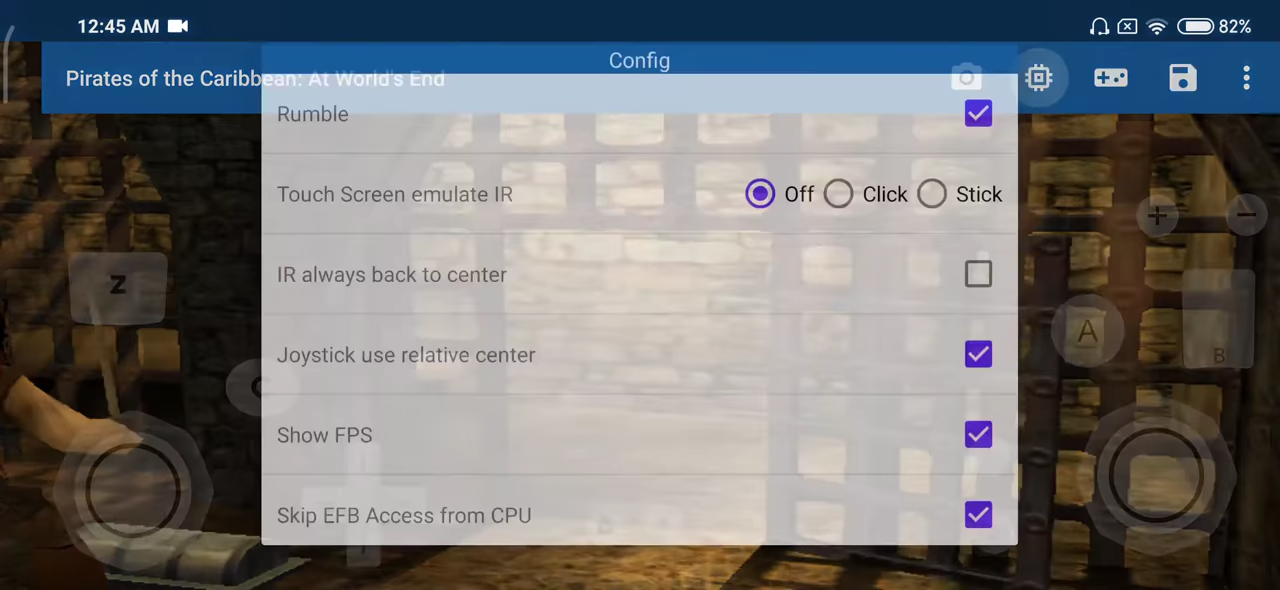 12:45 AM
82%
Config
Pirates of the Caribbean: At World's End
Rumble
Touch Screen emulate IR
Off
Click
Stick
IR always back to center
Joystick use relative center
Show FPS
Skip EFB Access from CPU
Z
C
A
B